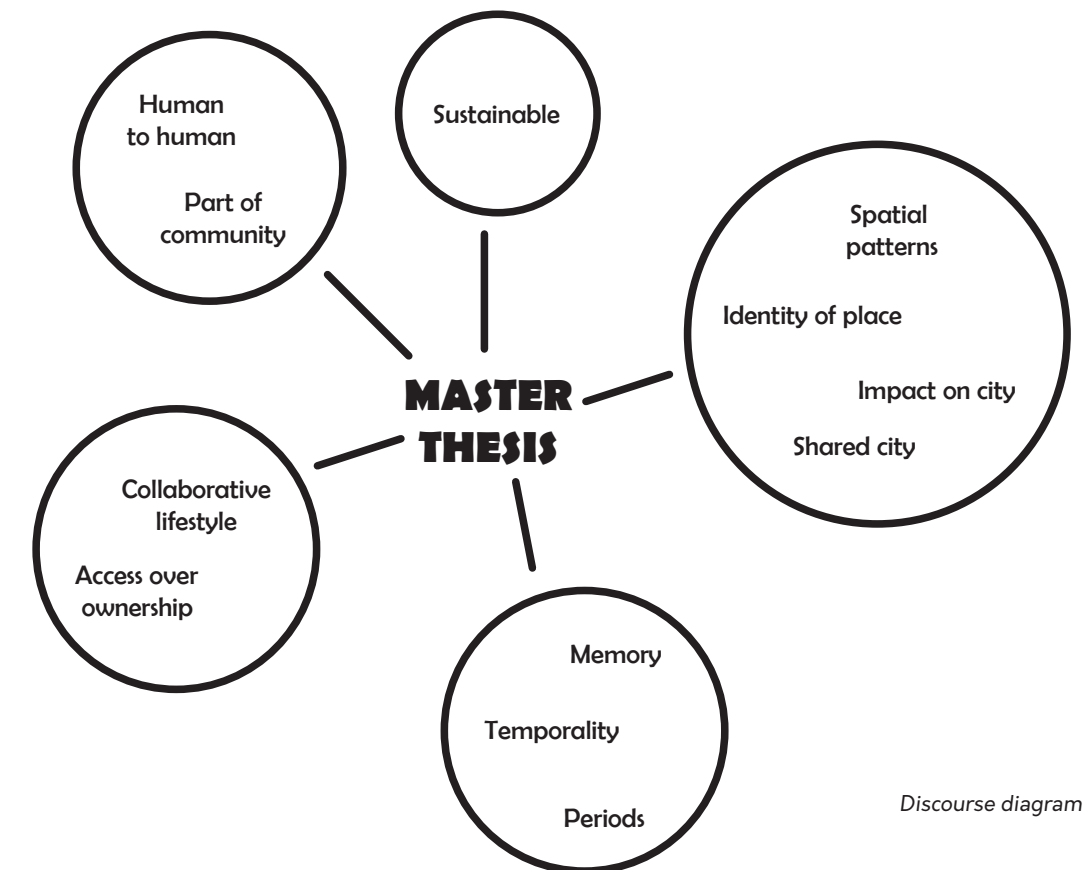 Human
to human
Part of
community
Sustainable
Spatial
patterns
Identity of place
Impact on city
Shared city
MASTER
THESIS
Collaborative
lifestyle
Access over
ownership
Memory
Temporality
Periods
Discourse diagram